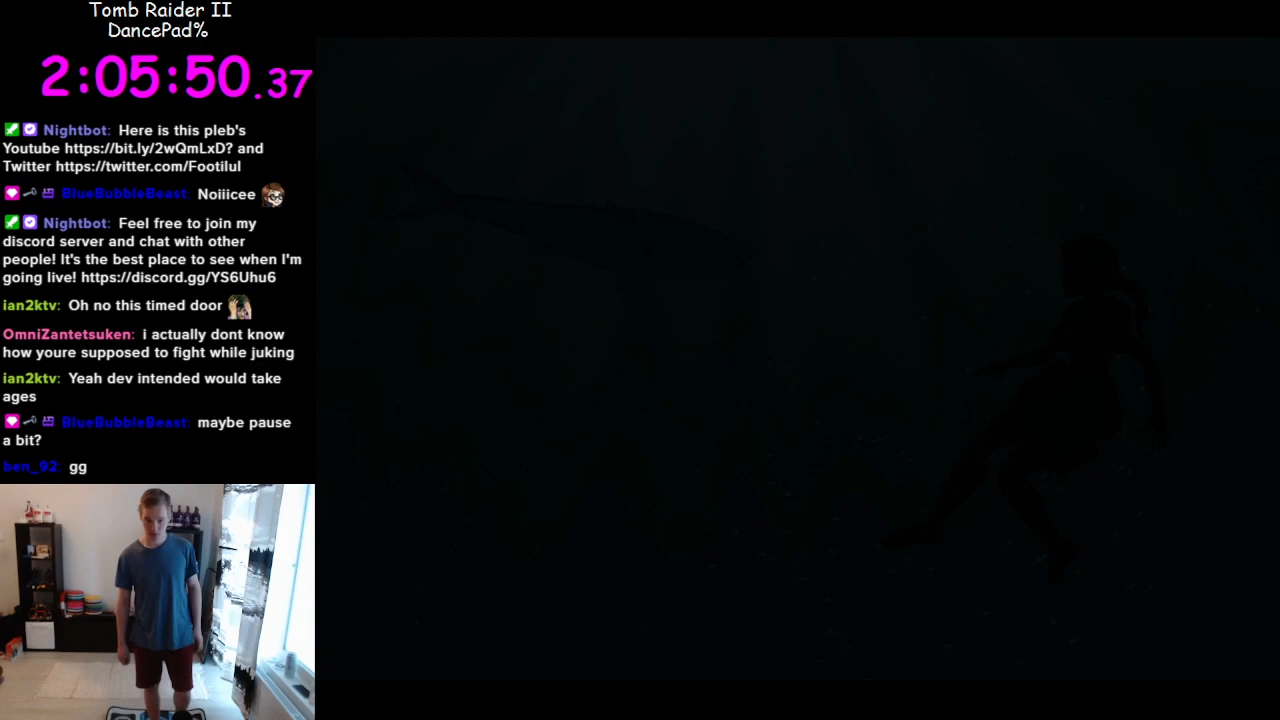 Tomb Raider II
DancePad%
2:05:50.37
Nightbot: Here is this pleb's
Youtube https://bit.ly/2wQmLxD? and
Twitter https://twitter.com/Footilul
BlueBubbleBeast: Noiiicee
Nightbot: Feel free to join my
discord server and chat with other
people! It's the best place to see when I'm
going live! https://discord.gg/YS6Uhu6
ian2ktv: Oh no this timed door
OmniZantetsuken: i actually dont know
how youre supposed to fight while juking
ian2ktv: Yeah dev intended would take
ages
BlueBubbleBeast: maybe pause
a bit?
ben_92: gg